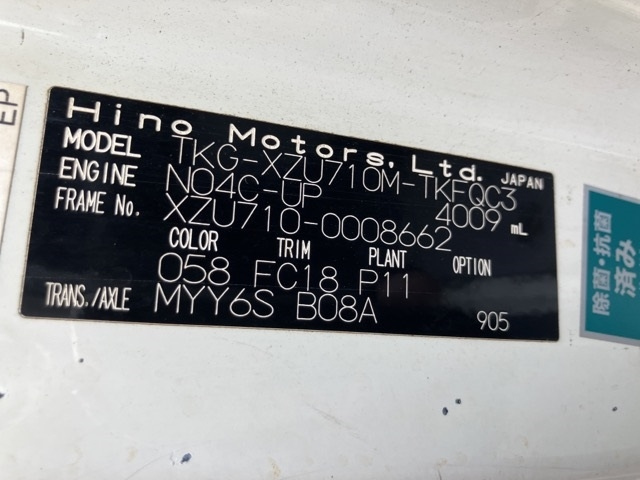 Hino Motors, Ltd. JAPAN
MODEL TKG-XZU710M-TKFQC3
ENGINE N04C-UP 4009 mL
FRAME No. XZU710-0008662
COLOR TRIM PLANT OPTION
058 FC18 P11
TRANS./AXLE MYY6S B08A 905
EP
除菌・抗菌
済み